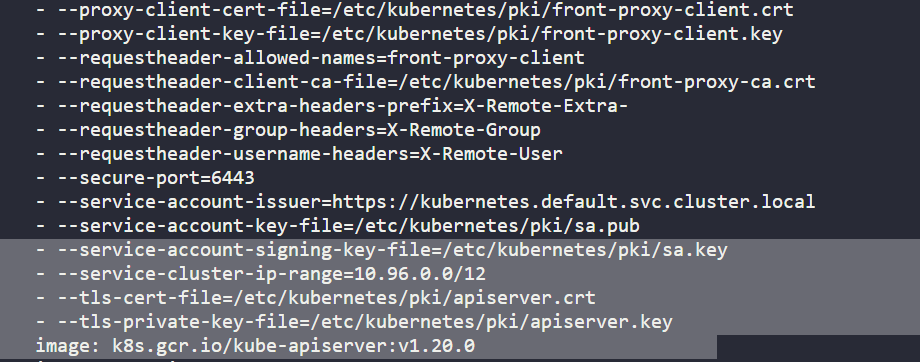 - --proxy-client-cert-file=/etc/kubernetes/pki/front-proxy-client.crt
- --proxy-client-key-file=/etc/kubernetes/pki/front-proxy-client.key
- --requestheader-allowed-names=front-proxy-client
- --requestheader-client-ca-file=/etc/kubernetes/pki/front-proxy-ca.crt
- --requestheader-extra-headers-prefix=X-Remote-Extra-
- --requestheader-group-headers=X-Remote-Group
- --requestheader-username-headers=X-Remote-User
- --secure-port=6443
- --service-account-issuer=https://kubernetes.default.svc.cluster.local
- --service-account-key-file=/etc/kubernetes/pki/sa.pub
- --service-account-signing-key-file=/etc/kubernetes/pki/sa.key
- --service-cluster-ip-range=10.96.0.0/12
- --tls-cert-file=/etc/kubernetes/pki/apiserver.crt
- --tls-private-key-file=/etc/kubernetes/pki/apiserver.key
image: k8s.gcr.io/kube-apiserver:v1.20.0